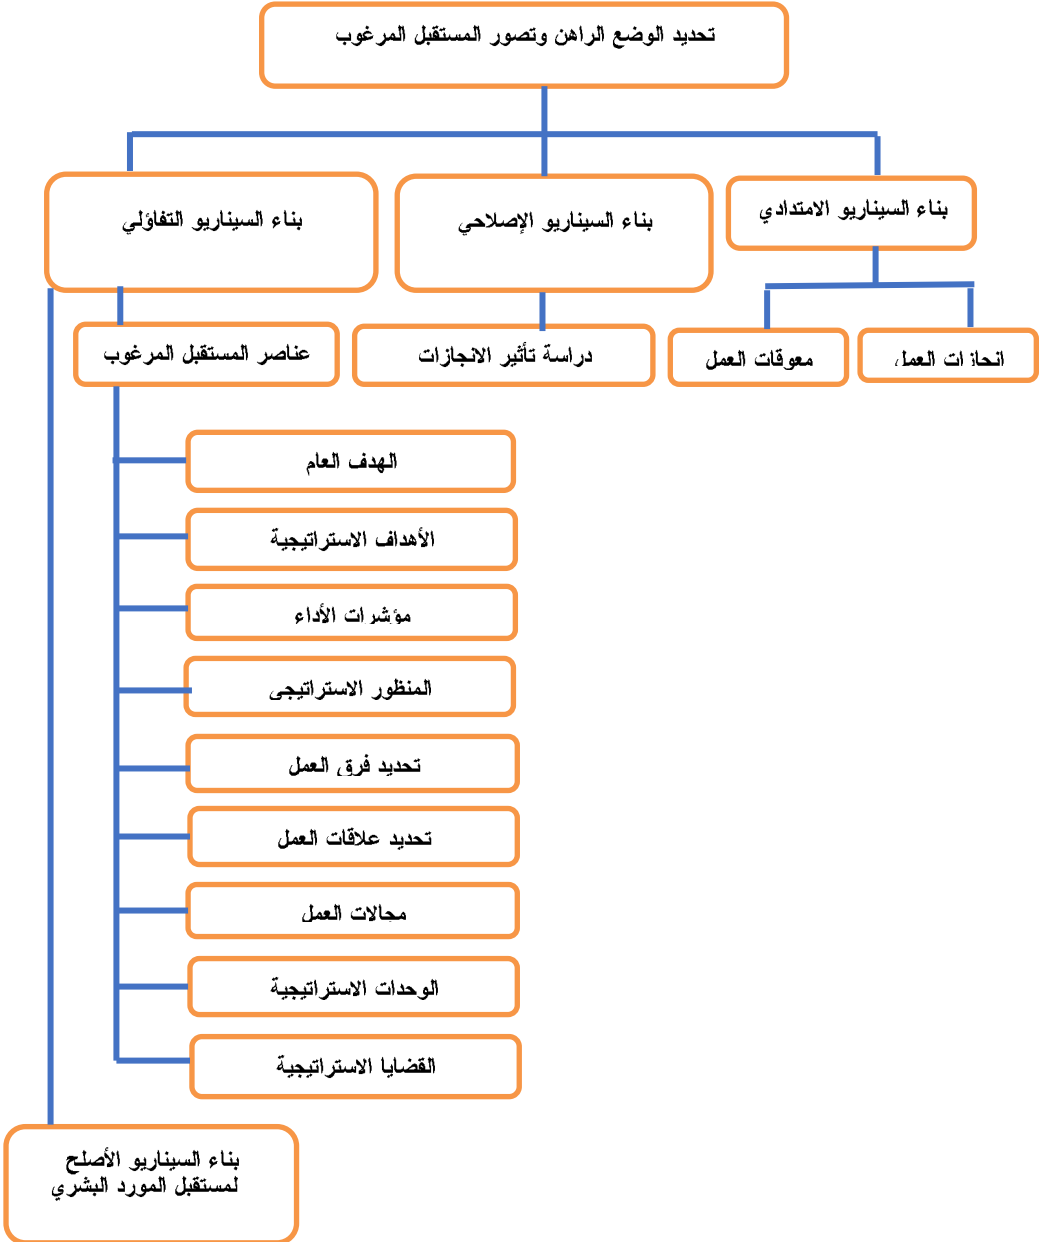 تحديد الوضع الراهن وتصور المستقبل المرغوب
بناء السيناريو الامتدادي
بناء السيناريو الإصلاحي
بناء السيناريو التفاؤلي
انجازات العمل
معوقات العمل
دراسة تأثير الانجازات
عناصر المستقبل المرغوب
الهدف العام
الأهداف الاستراتيجية
مؤشرات الأداء
المنظور الاستراتيجي
تحديد فرق العمل
تحديد علاقات العمل
مجالات العمل
الوحدات الاستراتيجية
القضايا الاستراتيجية
بناء السيناريو الأصلح
لمستقبل المورد البشري